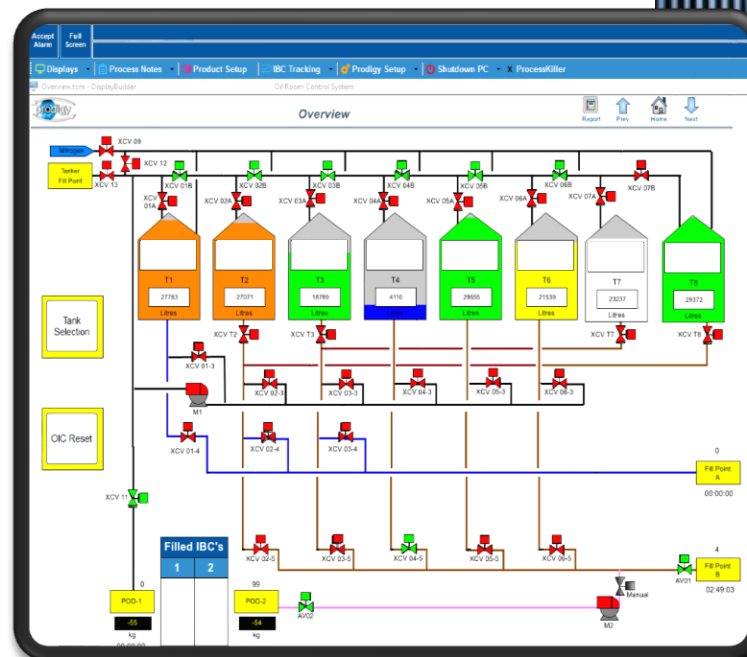 Accept Alarm
Full Screen
Displays
Process Notes
Product Setup
IBC Tracking
Prodigy Setup
Shutdown PC
X ProcessKiller
Overview.tcm - DisplayBuilder
Oil Room Control System
Prodigy
Overview
Report
Prev
Home
Next
XCV 09
Nitrogen
XCV 12
Tanker Fill Point
XCV 13
XCV 01B
XCV 02B
XCV 03B
XCV 04B
XCV 05B
XCV 06B
XCV 07B
XCV 01A
XCV 02A
XCV 03A
XCV 04A
XCV 05A
XCV 06A
XCV 07A
T1
T2
T3
T4
T5
T6
T7
T8
27783
27071
18789
4110
29655
21539
23237
29372
Litres
Litres
Litres
Litres
Litres
Litres
Litres
Litres
Tank Selection
XCV T2
XCV T3
XCV T7
XCV T8
XCV 01-3
XCV 02-3
XCV 03-3
XCV 04-3
XCV 05-3
XCV 06-3
M1
OIC Reset
XCV 01-4
XCV 02-4
XCV 03-4
0
Fill Point A
00:00:00
XCV 11
Filled IBC's
1
2
XCV 02-5
XCV 03-5
XCV 04-5
XCV 05-5
XCV 06-5
4
AV01
Fill Point B
02:49:03
0
POD-1
-55
kg
00:00:00
99
POD-2
-54
kg
AV02
Manual
M2